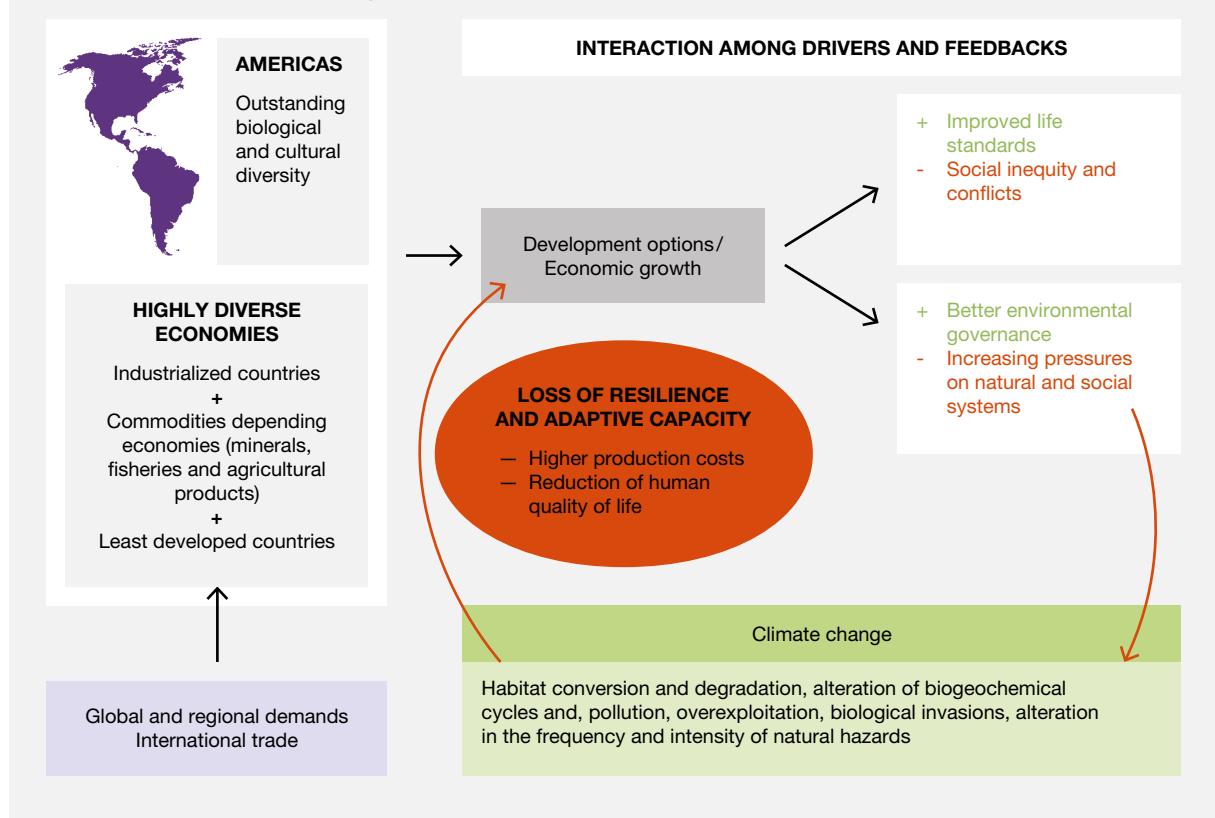 AMERICAS
Outstanding
biological
and cultural
diversity
HIGHLY DIVERSE
ECONOMIES
Industrialized countries
+
Commodities depending
economies (minerals,
fisheries and agricultural
products)
+
Least developed countries
Global and regional demands
International trade
INTERACTION AMONG DRIVERS AND FEEDBACKS
Development options/
Economic growth
+ Improved life
standards
- Social inequity and
conflicts
+ Better environmental
governance
- Increasing pressures
on natural and social
systems
LOSS OF RESILIENCE
AND ADAPTIVE CAPACITY
— Higher production costs
— Reduction of human
quality of life
Climate change
Habitat conversion and degradation, alteration of biogeochemical
cycles and, pollution, overexploitation, biological invasions, alteration
in the frequency and intensity of natural hazards